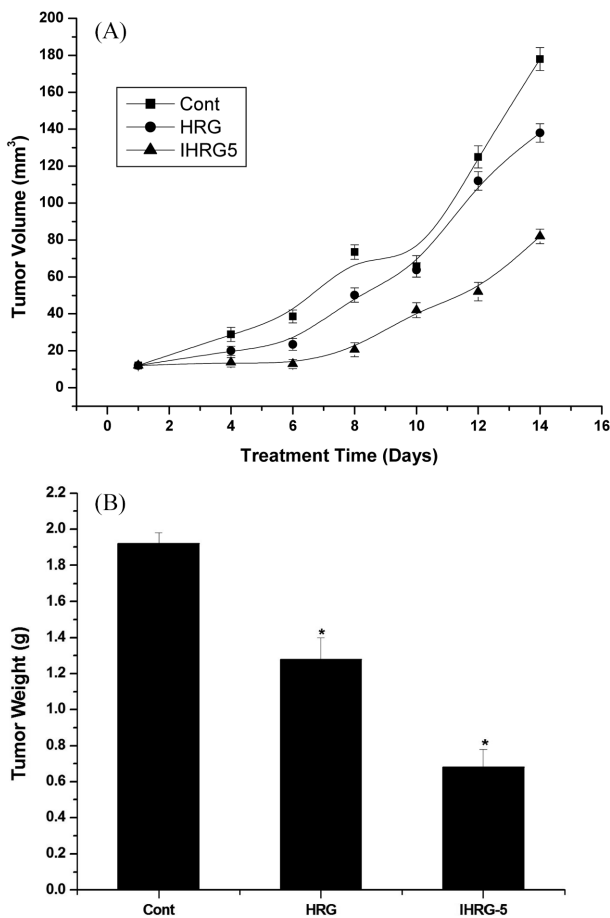 (A)
200
180
160
140
120
100
80
60
40
20
0
Tumor Volume (mm³)
Cont
HRG
IHRG5
0 2 4 6 8 10 12 14 16
Treatment Time (Days)
(B)
2.2
2.0
1.8
1.6
1.4
1.2
1.0
0.8
0.6
0.4
0.2
0.0
Tumor Weight (g)
*
*
Cont HRG IHRG-5